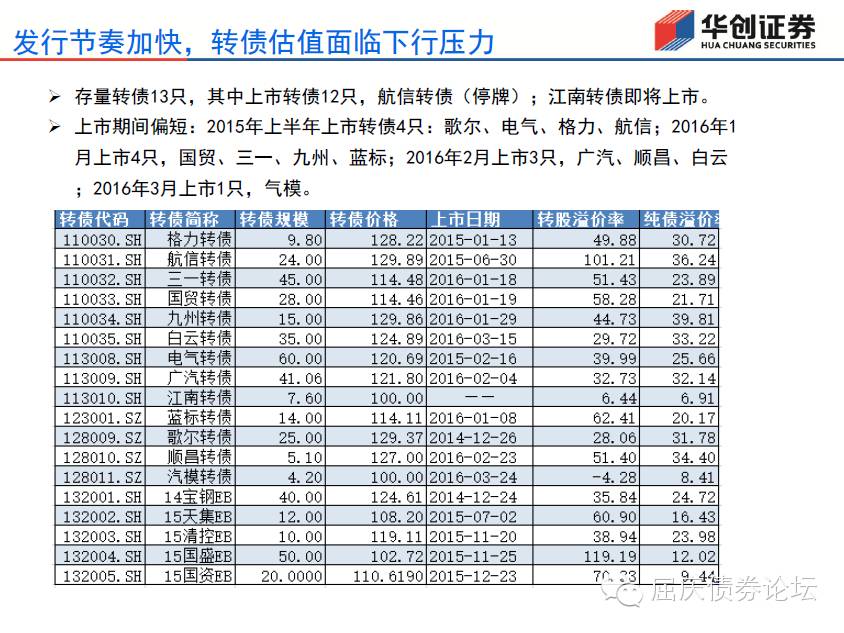 发行节奏加快，转债估值面临下行压力
华创证券
HUA CHUANG SECURITIES
存量转债13只，其中上市转债12只，航信转债（停牌）；江南转债即将上市。
上市期间偏短：2015年上半年上市转债4只：歌尔、电气、格力、航信；2016年1
月上市4只，国贸、三一、九州、蓝标；2016年2月上市3只，广汽、顺昌、白云
；2016年3月上市1只，气模。
转债代码 转债简称 转债规模 转债价格 上市日期 转股溢价率 纯债溢价率
110030.SH 格力转债 9.80 128.22 2015-01-13 49.88 30.72
110031.SH 航信转债 24.00 129.89 2015-06-30 101.21 36.24
110032.SH 三一转债 45.00 114.48 2016-01-18 51.43 23.89
110033.SH 国贸转债 28.00 114.46 2016-01-19 58.28 21.71
110034.SH 九州转债 15.00 129.86 2016-01-29 44.73 39.81
110035.SH 白云转债 35.00 124.89 2016-03-15 29.72 33.22
113008.SH 电气转债 60.00 120.69 2015-02-16 39.99 25.66
113009.SH 广汽转债 41.06 121.80 2016-02-04 32.73 32.14
113010.SH 江南转债 7.60 100.00 —— 6.44 6.91
123001.SZ 蓝标转债 14.00 114.11 2016-01-08 62.41 20.17
128009.SZ 歌尔转债 25.00 129.37 2014-12-26 28.06 31.78
128010.SZ 顺昌转债 5.10 127.00 2016-02-23 51.40 34.40
128011.SZ 汽模转债 4.20 100.00 2016-03-24 -4.28 8.41
132001.SH 14宝钢EB 40.00 124.61 2014-12-24 35.84 24.72
132002.SH 15天集EB 12.00 108.20 2015-07-02 60.90 16.43
132003.SH 15清控EB 10.00 119.11 2015-11-20 38.94 23.98
132004.SH 15国盛EB 50.00 102.72 2015-11-25 119.19 12.02
132005.SH 15国资EB 20.0000 110.6190 2015-12-23 9.44
屈庆债券论坛